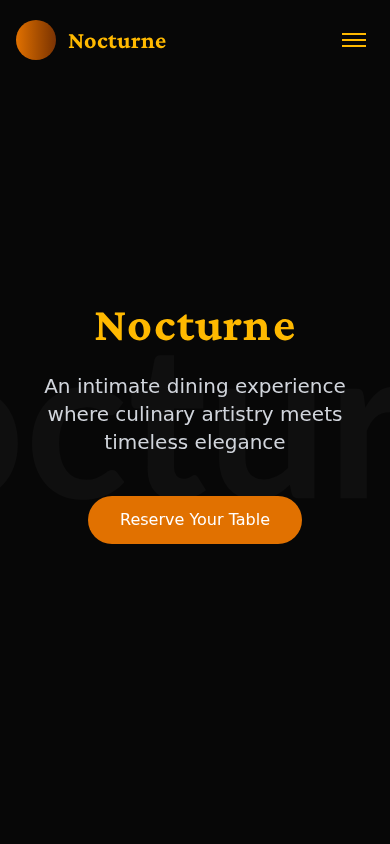 Nocturne
Nocturne
An intimate dining experience
where culinary artistry meets
timeless elegance
Reserve Your Table